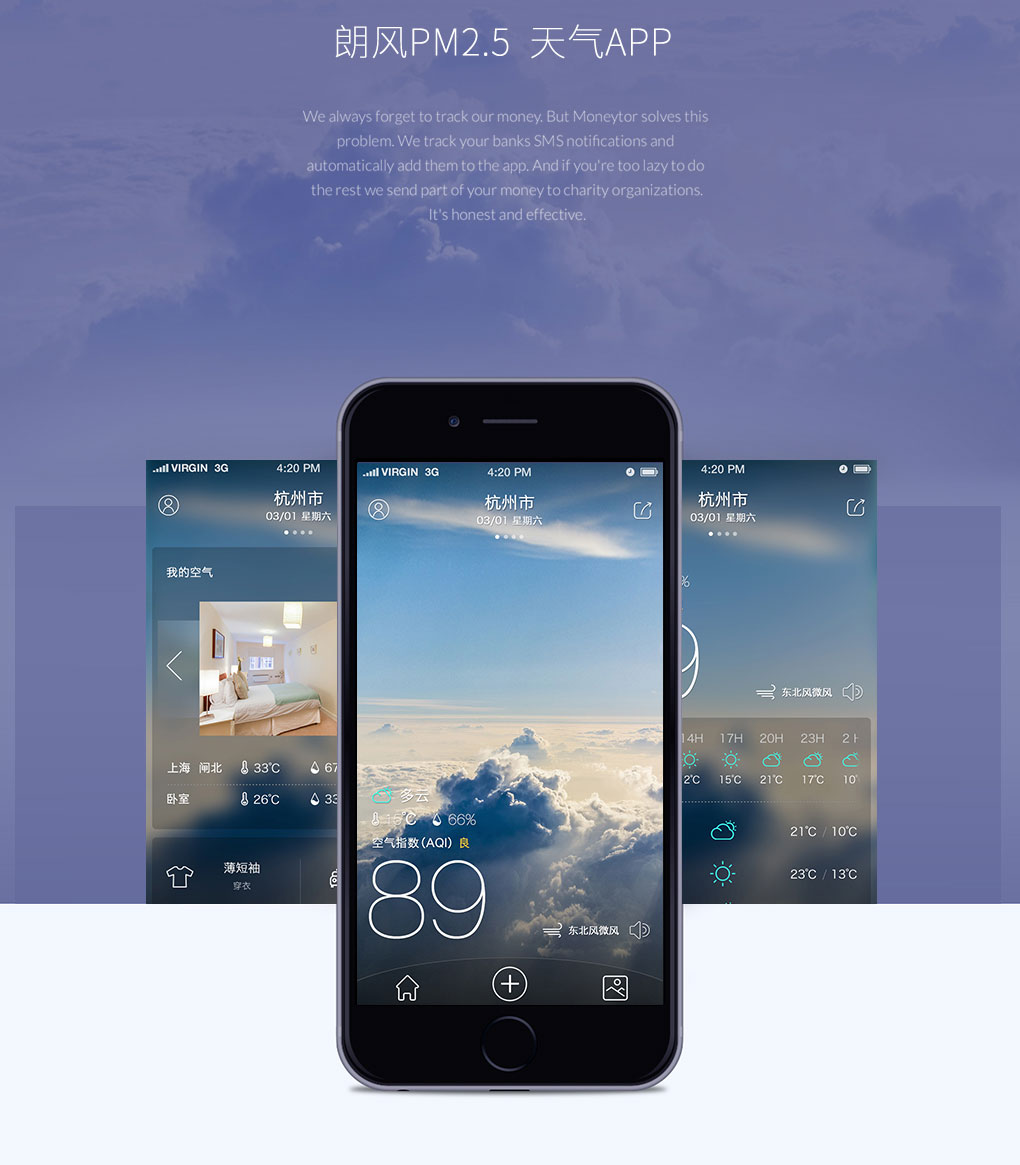 朗风PM2.5 天气APP
We always forget to track our money. But Moneytor solves this
problem. We track your banks SMS notifications and
automatically add them to the app. And if you're too lazy to do
the rest we send part of your money to charity organizations.
It's honest and effective.
VIRGIN 3G 4:20 PM
杭州市
03/01 星期六
我的空气
上海 闸北 33℃ 67
卧室 26℃ 33
薄短袖
穿衣
VIRGIN 3G 4:20 PM
杭州市
03/01 星期六
多云
15℃ 66%
空气指数(AQI) 良
89
东北风微风
4:20 PM
杭州市
03/01 星期六
%
9
东北风微风
14H 17H 20H 23H 2
2℃ 15℃ 21℃ 17℃ 10
21℃ / 10℃
23℃ / 13℃